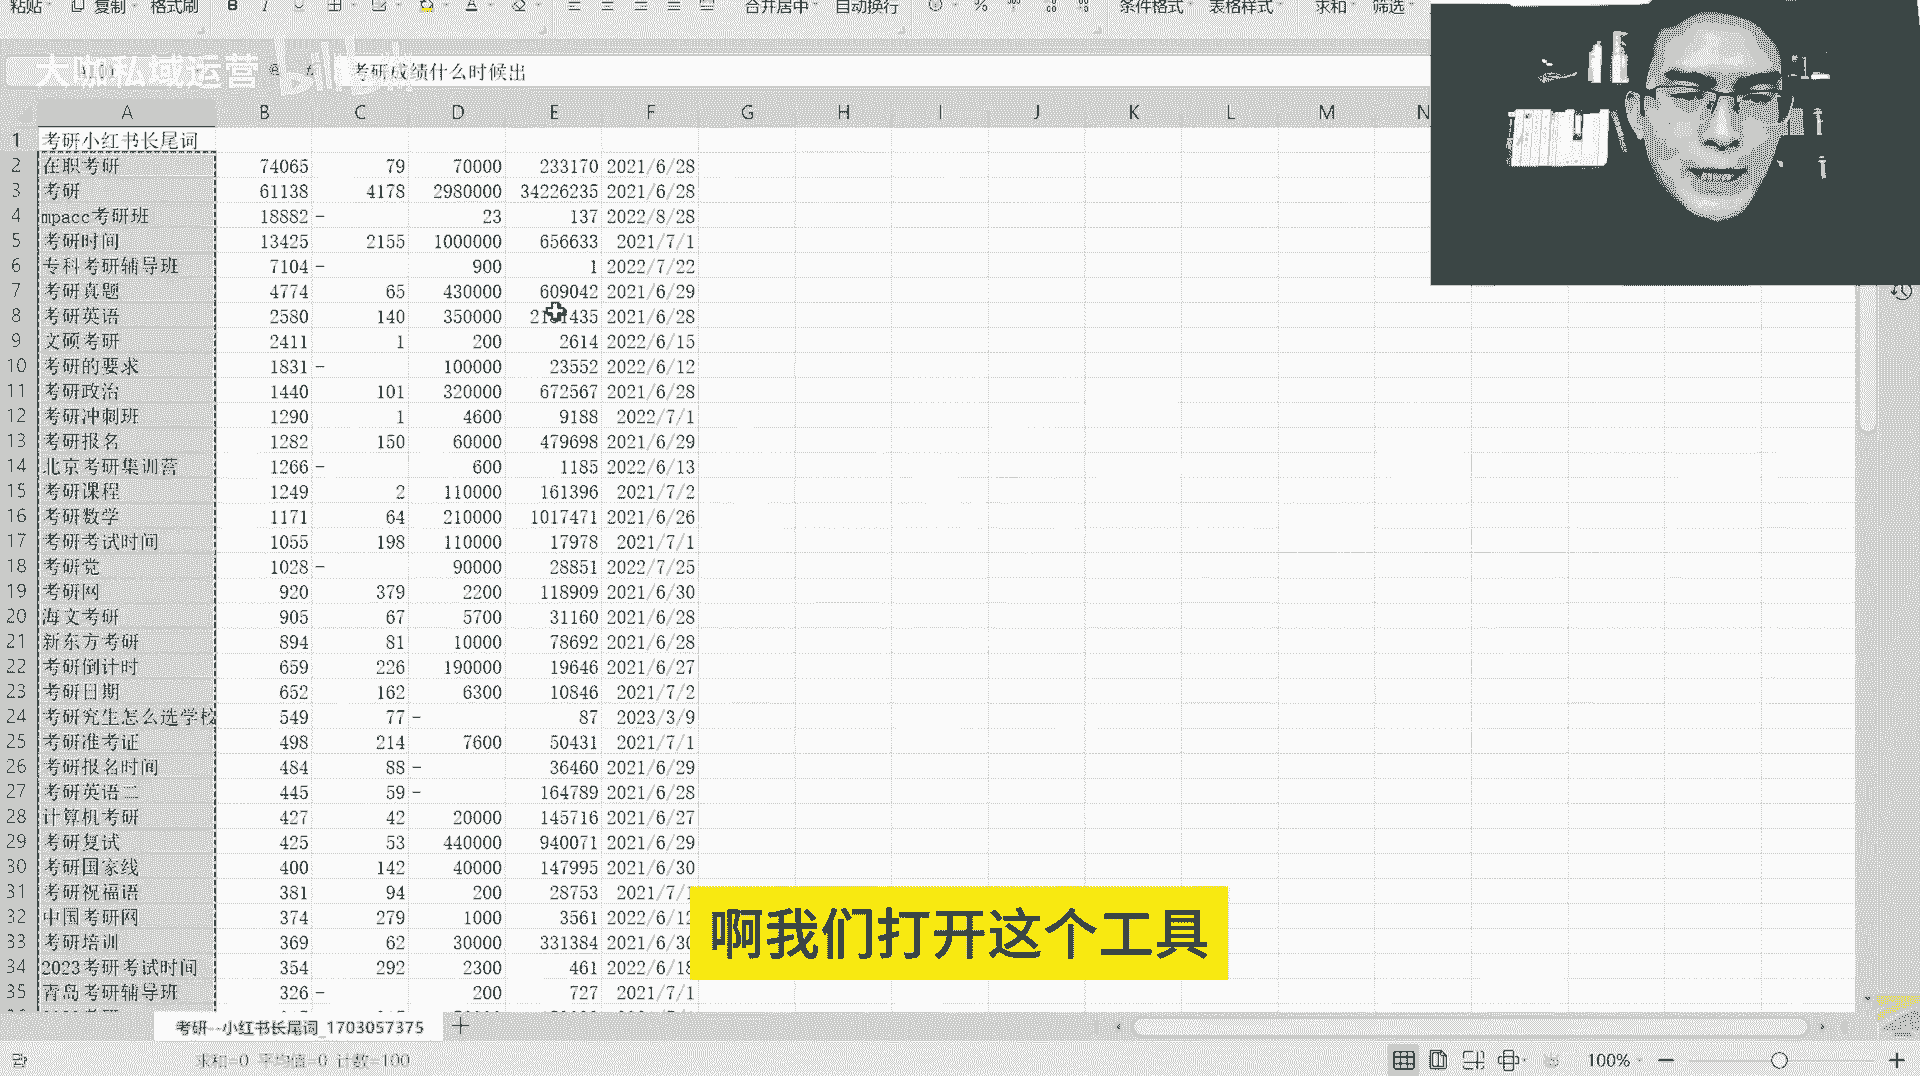 粘贴 复制 格式刷 B I U A 合并居中 自动换行 % 条件格式 表格样式 求和 筛选
大咖私域运营 bilibili
考研成绩什么时候出
A B C D E F G H I J K L M N
1 考研小红书长尾词
2 在职考研 74065 79 70000 233170 2021/6/28
3 考研 61138 4178 2980000 34226235 2021/6/28
4 mpacc考研班 18882 - 23 137 2022/8/28
5 考研时间 13425 2155 1000000 656633 2021/7/1
6 专科考研辅导班 7104 - 900 1 2022/7/22
7 考研真题 4774 65 430000 609042 2021/6/29
8 考研英语 2580 140 350000 2021/6/28
9 文硕考研 2411 1 200 2614 2022/6/15
10 考研的要求 1831 - 100000 23552 2022/6/12
11 考研政治 1440 101 320000 672567 2021/6/28
12 考研冲刺班 1290 1 4600 9188 2022/7/1
13 考研报名 1282 150 60000 479698 2021/6/29
14 北京考研集训营 1266 - 600 1185 2022/6/13
15 考研课程 1249 2 110000 161396 2021/7/2
16 考研数学 1171 64 210000 1017471 2021/6/26
17 考研考试时间 1055 198 110000 17978 2021/7/1
18 考研党 1028 - 90000 28851 2022/7/25
19 考研网 920 379 2200 118909 2021/6/30
20 海文考研 905 67 5700 31160 2021/6/28
21 新东方考研 894 81 10000 78692 2021/6/28
22 考研倒计时 659 226 190000 19646 2021/6/27
23 考研日期 652 162 6300 10846 2021/7/2
24 考研究生怎么选学校 549 77 - 87 2023/3/9
25 考研准考证 498 214 7600 50431 2021/7/1
26 考研报名时间 484 88 - 36460 2021/6/29
27 考研英语二 445 59 - 164789 2021/6/28
28 计算机考研 427 42 20000 145716 2021/6/27
29 考研复试 425 53 440000 940071 2021/6/29
30 考研国家线 400 142 40000 147995 2021/6/30
31 考研祝福语 381 94 200 28753 2021/7/
32 中国考研网 374 279 1000 3561 2022/6/12
33 考研培训 369 62 30000 331384 2021/6/30
34 2023考研考试时间 354 292 2300 461 2022/6/18
35 青岛考研辅导班 326 - 200 727 2021/7/1
啊我们打开这个工具
考研--小红书长尾词_1703057375 +
求和=0 平均值=0 计数=100 100% - +